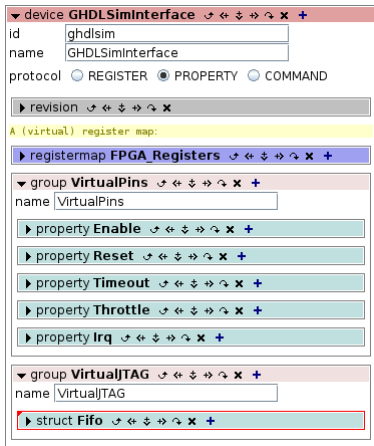 device GHDLSimInterface
id ghdlsim
name GHDLSimInterface
protocol REGISTER PROPERTY COMMAND
revision
A (virtual) register map:
registermap FPGA_Registers
group VirtualPins
name VirtualPins
property Enable
property Reset
property Timeout
property Throttle
property Irq
group VirtualJTAG
name VirtualJTAG
struct Fifo